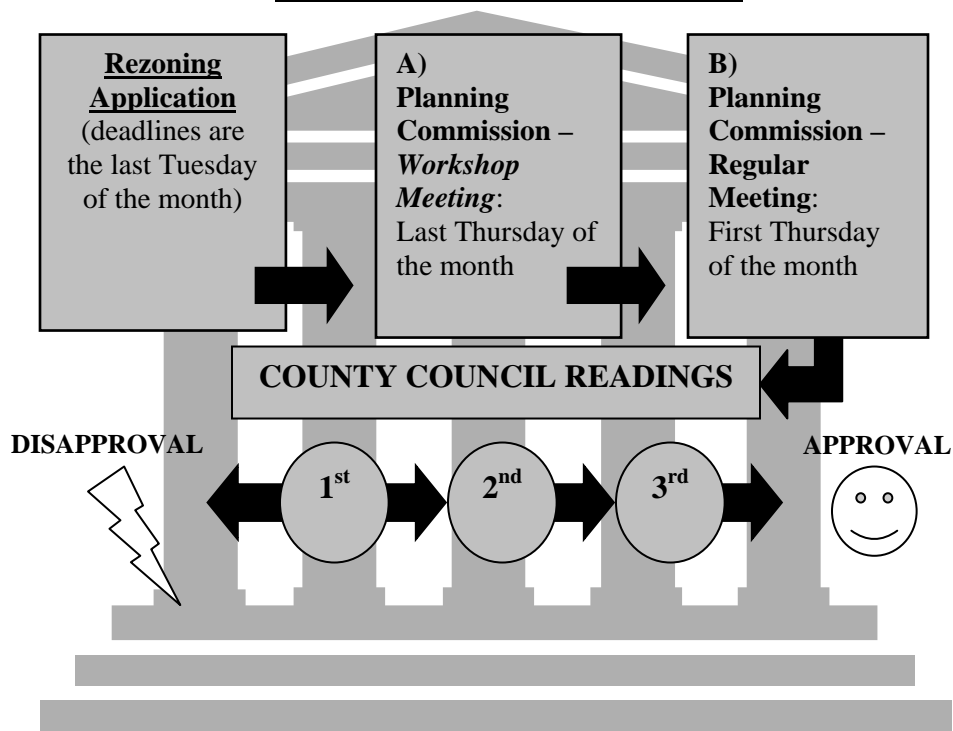 Rezoning
Application
(deadlines are
the last Tuesday
of the month)
A)
Planning
Commission –
Workshop
Meeting:
Last Thursday of
the month
B)
Planning
Commission –
Regular
Meeting:
First Thursday
of the month
COUNTY COUNCIL READINGS
DISAPPROVAL
1st
2nd
3rd
APPROVAL